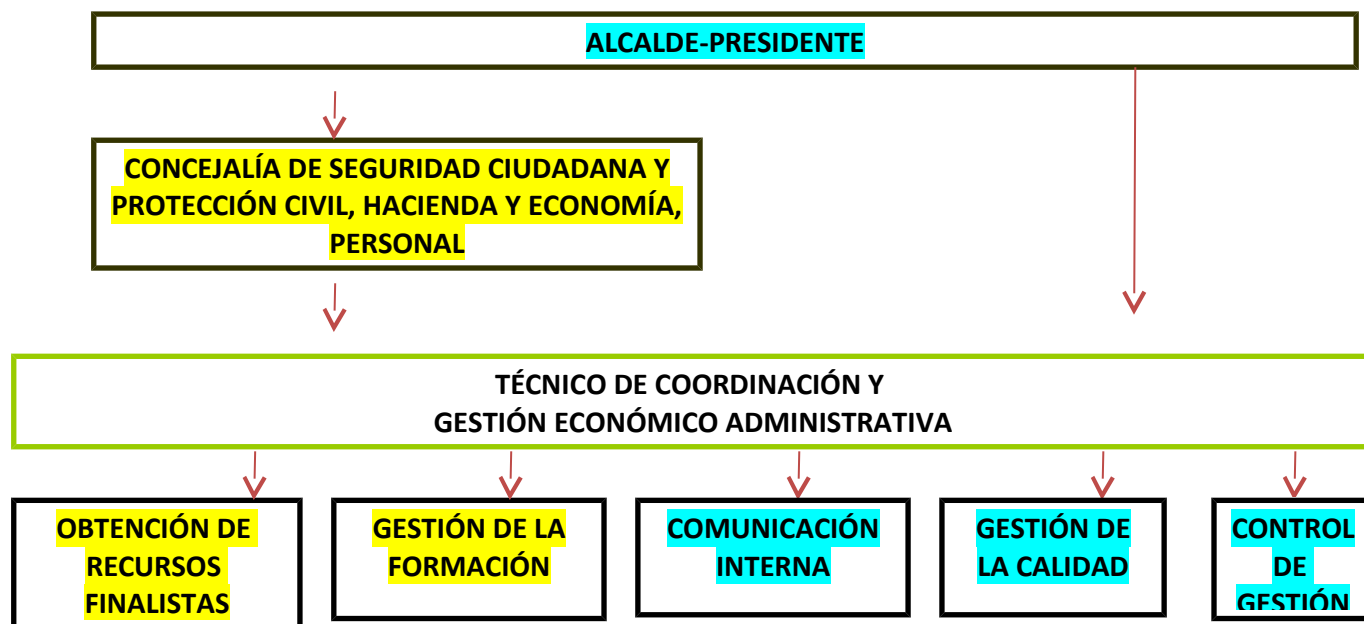 ALCALDE-PRESIDENTE
CONCEJALÍA DE SEGURIDAD CIUDADANA Y
PROTECCIÓN CIVIL, HACIENDA Y ECONOMÍA,
PERSONAL
TÉCNICO DE COORDINACIÓN Y
GESTIÓN ECONÓMICO ADMINISTRATIVA
OBTENCIÓN DE
RECURSOS
FINALISTAS
GESTIÓN DE LA
FORMACIÓN
COMUNICACIÓN
INTERNA
GESTIÓN DE
LA CALIDAD
CONTROL
DE
GESTIÓN